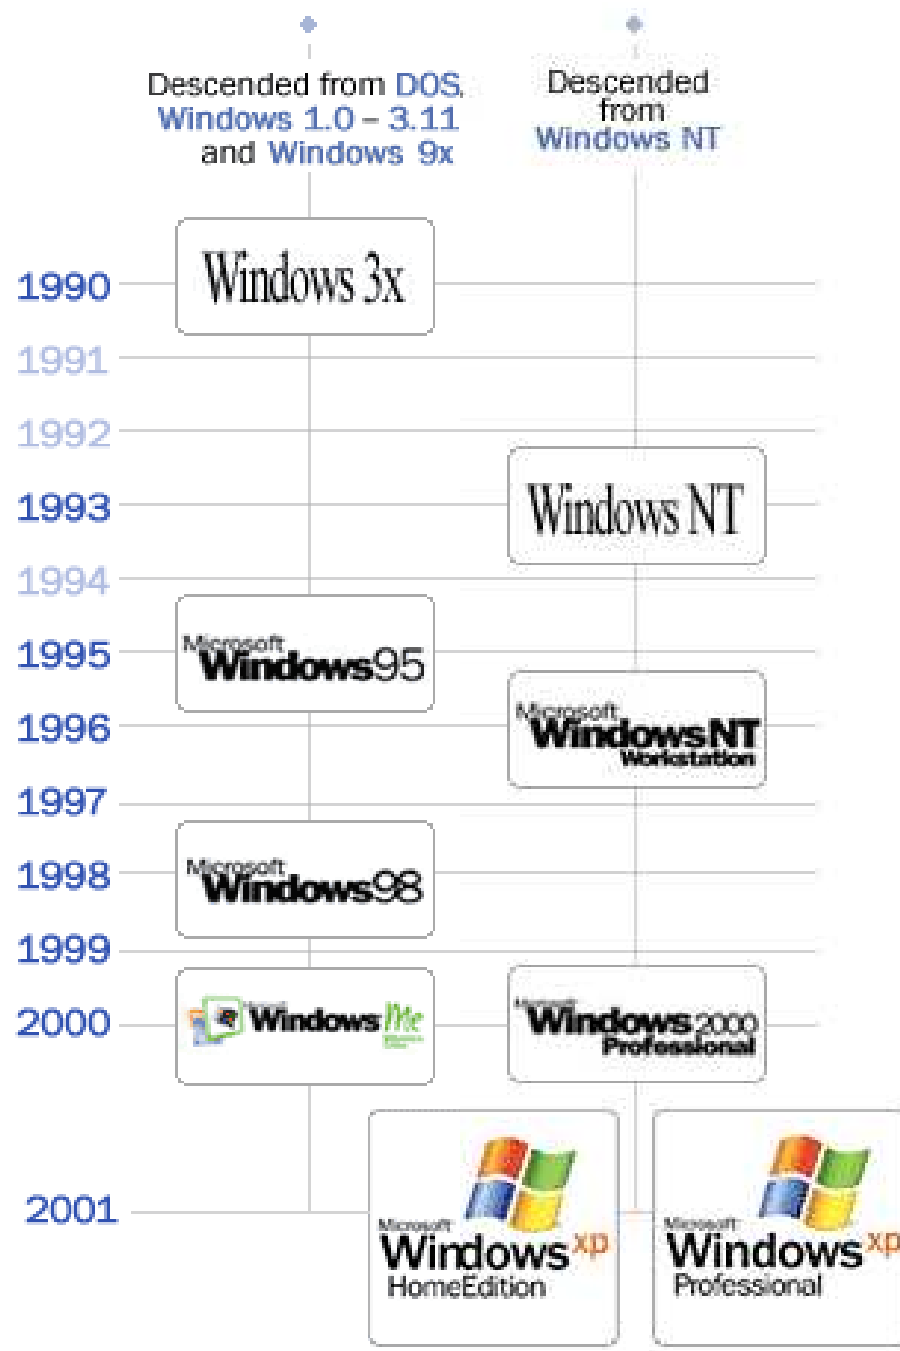 Descended from DOS,
Windows 1.0 – 3.11
and Windows 9x
Descended
from
Windows NT
1990
Windows 3x
1991
1992
1993
Windows NT
1994
1995
Microsoft
Windows95
1996
Microsoft
WindowsNT
Workstation
1997
1998
Microsoft
Windows98
1999
2000
Windows Me
Microsoft
Windows 2000
Professional
2001
Microsoft
Windows xp
HomeEdition
Microsoft
Windows xp
Professional